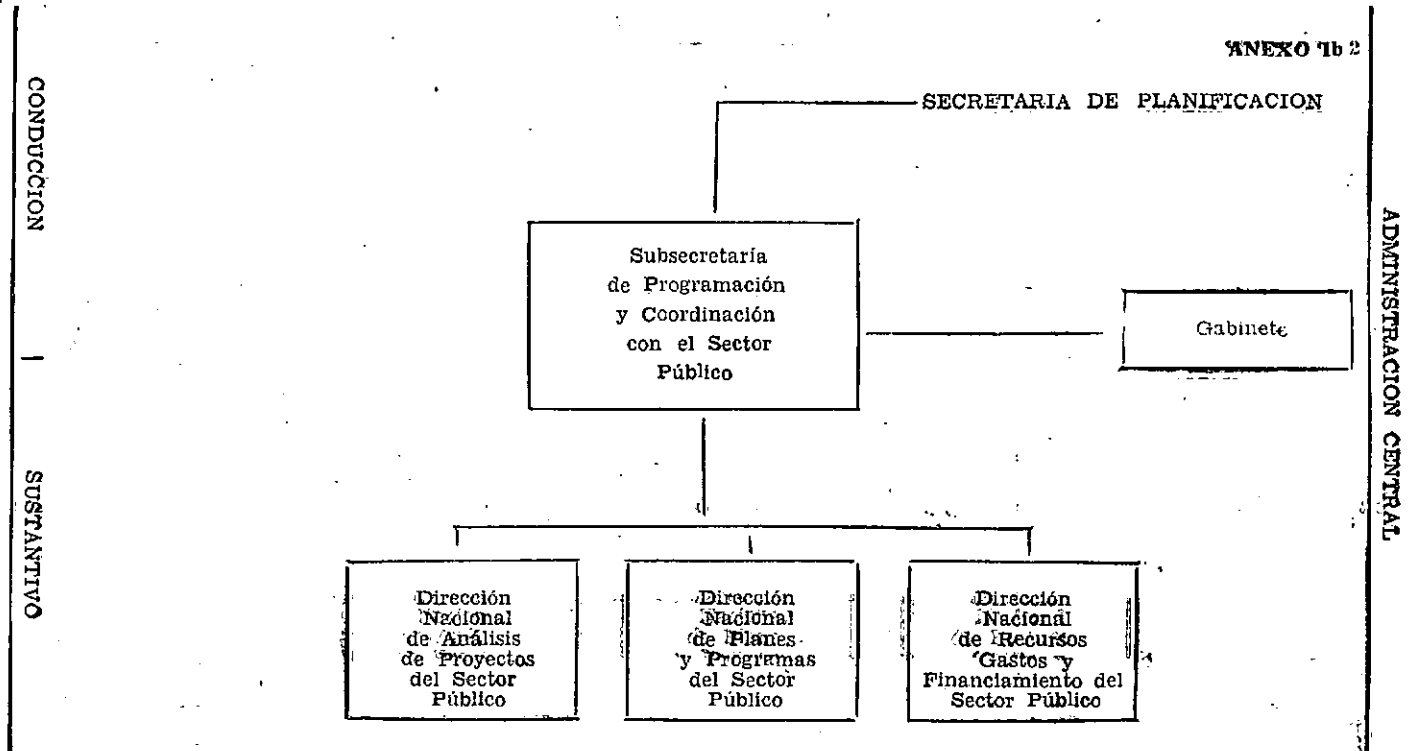 ANEXO 1b 2
SECRETARIA DE PLANIFICACION
CONDUCCION
SUSTANTIVO
ADMINISTRACION CENTRAL
Subsecretaría
de Programación
y Coordinación
con el Sector
Público
Gabinete
Dirección
Nacional
de Análisis
de Proyectos
del Sector
Público
Dirección
Nacional
de Planes
y Programas
del Sector
Público
Dirección
Nacional
de Recursos
Gastos y
Financiamiento del
Sector Público